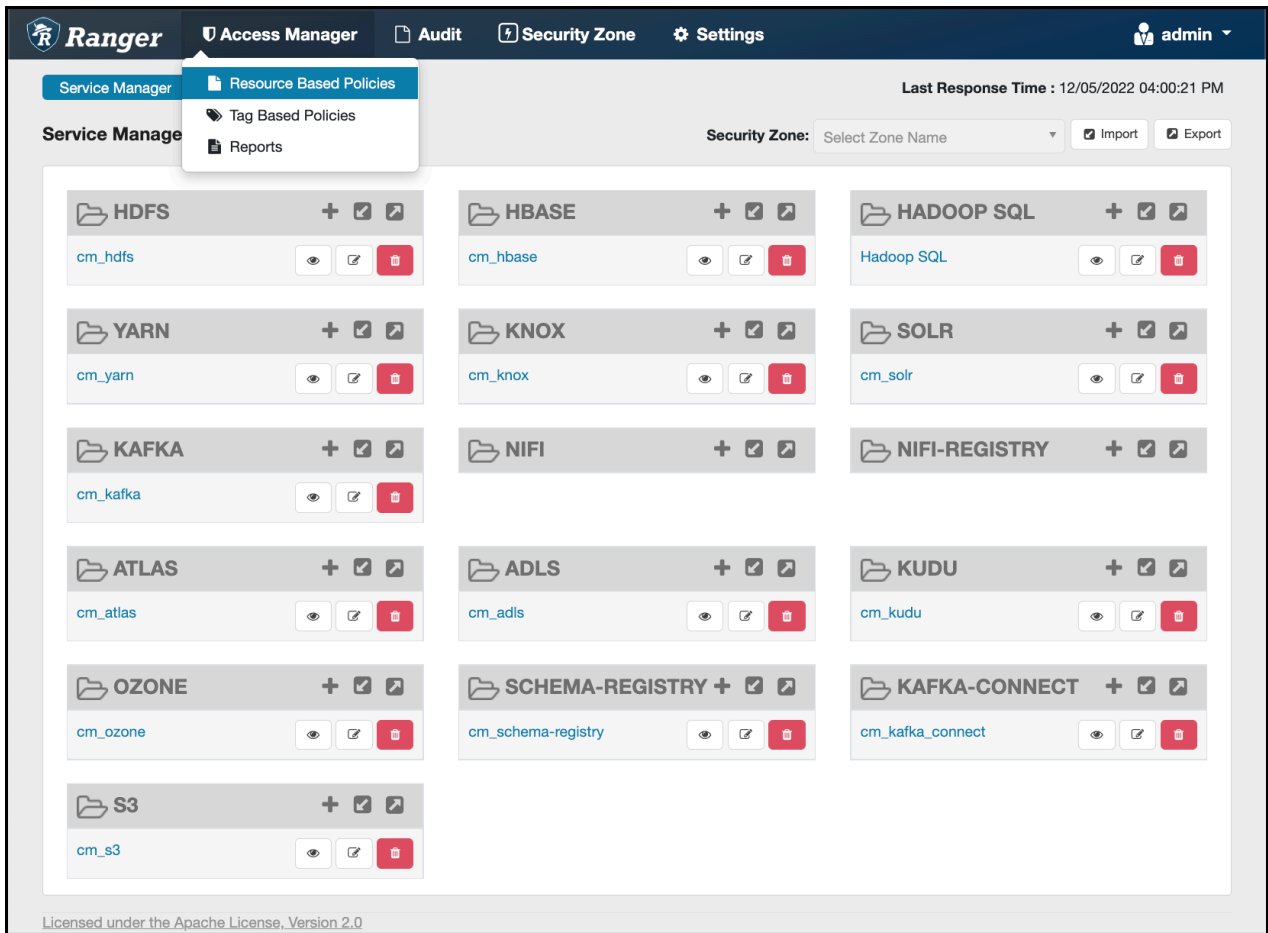 Ranger Access Manager Audit Security Zone Settings admin
Service Manager Resource Based Policies Last Response Time : 12/05/2022 04:00:21 PM
Tag Based Policies
Service Manage Security Zone: Select Zone Name Import Export
Reports
HDFS HBASE HADOOP SQL
cm_hdfs cm_hbase Hadoop SQL
YARN KNOX SOLR
cm_yarn cm_knox cm_solr
KAFKA NIFI NIFI-REGISTRY
cm_kafka
ATLAS ADLS KUDU
cm_atlas cm_adls cm_kudu
OZONE SCHEMA-REGISTRY KAFKA-CONNECT
cm_ozone cm_schema-registry cm_kafka_connect
S3
cm_s3
Licensed under the Apache License, Version 2.0